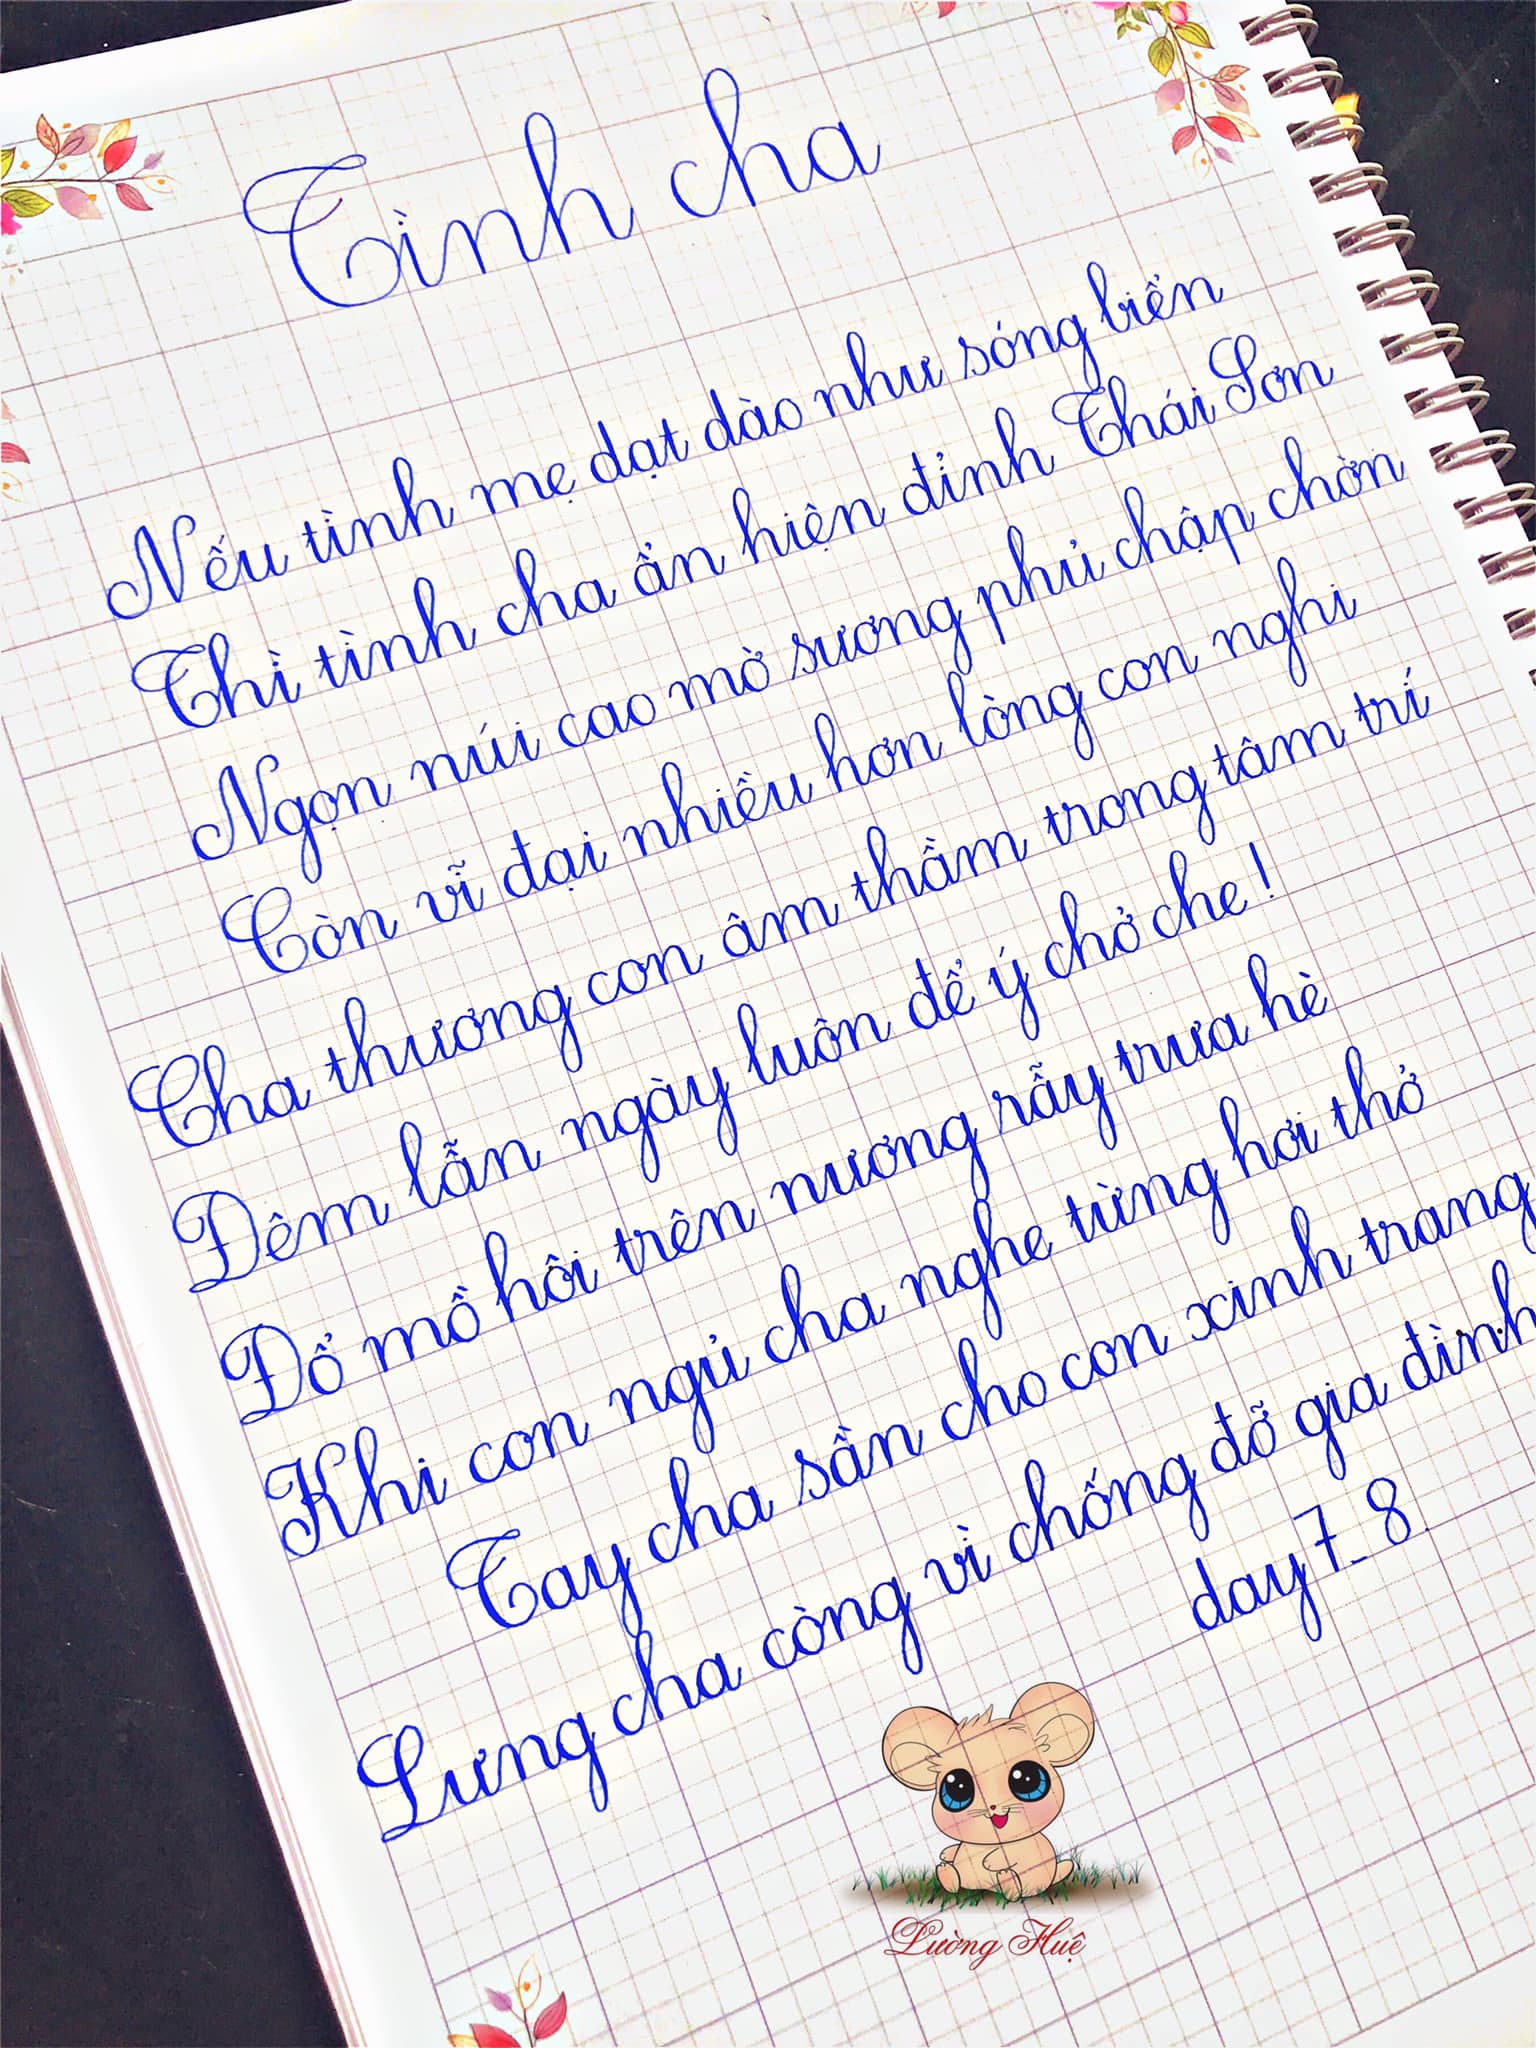 Tình cha
Nếu tình mẹ dạt dào như sóng biển
Thì tình cha ẩn hiện đỉnh Thái Sơn
Ngọn núi cao mờ sương phủ chập chờn
Còn vĩ đại nhiều hơn lòng con nghi
Cha thương con âm thầm trong tâm trí
Đêm lẫn ngày luôn để ý chở che!
Đổ mồ hôi trên nương rẫy trưa hè
Khi con ngủ cha nghe từng hơi thở
Tay cha sần cho con xinh trang
Lưng cha còng vì chống đỡ gia đình
day 7_8
Lường Huệ